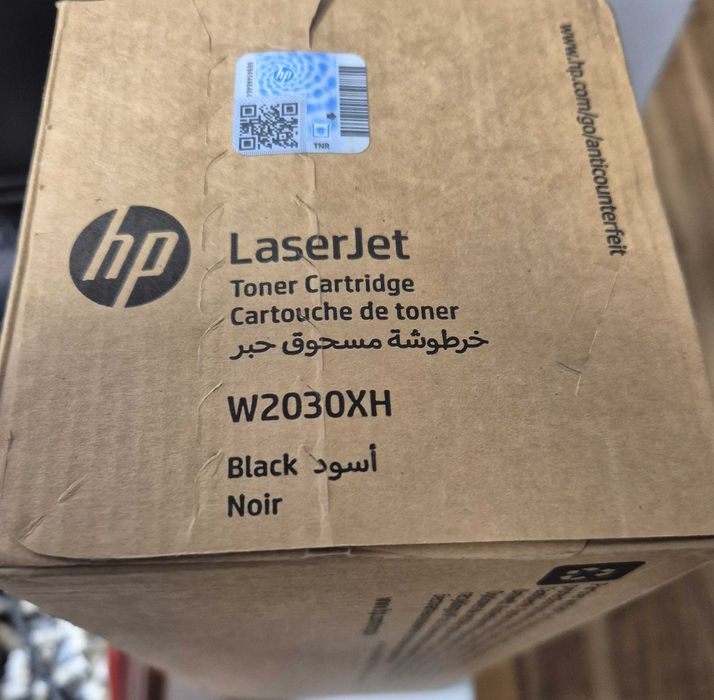 hp
TNR
www.hp.com/go/anticounterfeit
hp
LaserJet
Toner Cartridge
Cartouche de toner
خرطوشة مسحوق حبر
W2030XH
Black أسود
Noir